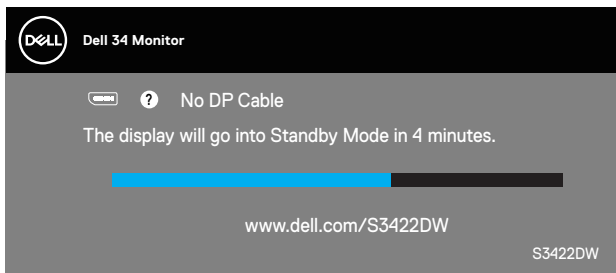 DELL
Dell 34 Monitor
? No DP Cable
The display will go into Standby Mode in 4 minutes.
www.dell.com/S3422DW
S3422DW